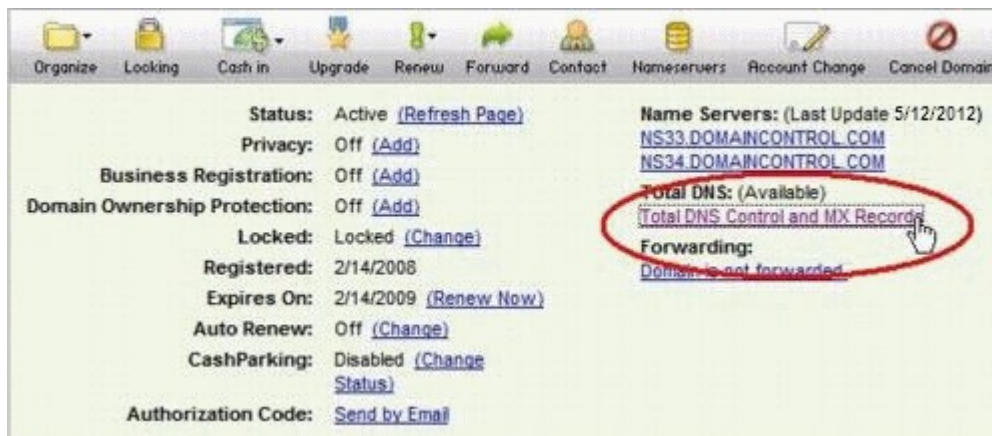 Organize Locking Cash in Upgrade Renew Forward Contact Nameservers Account Change Cancel Domain
Status: Active (Refresh Page)
Privacy: Off (Add)
Business Registration: Off (Add)
Domain Ownership Protection: Off (Add)
Locked: Locked (Change)
Registered: 2/14/2008
Expires On: 2/14/2009 (Renew Now)
Auto Renew: Off (Change)
CashParking: Disabled (Change
Status)
Authorization Code: Send by Email
Name Servers: (Last Update 5/12/2012)
NS33.DOMAINCONTROL.COM
NS34.DOMAINCONTROL.COM
Total DNS: (Available)
Total DNS Control and MX Records
Forwarding:
Domain is not forwarded.